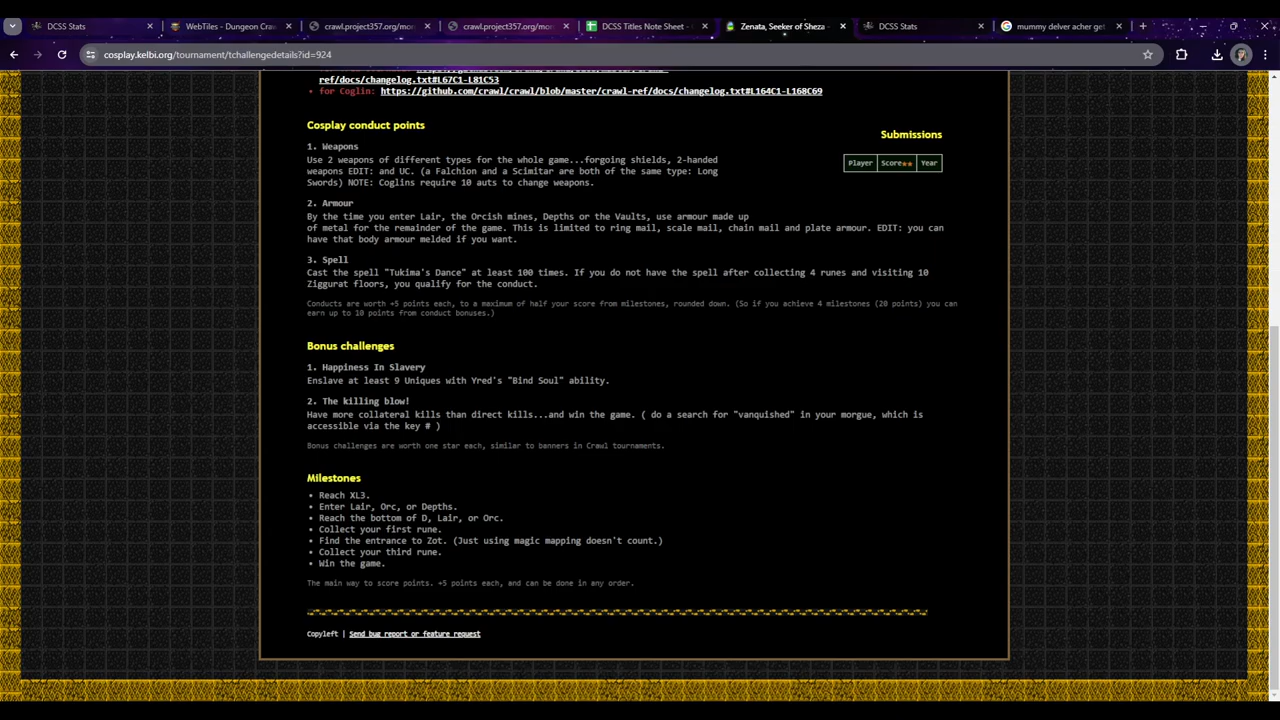 DCSS Stats
WebTiles - Dungeon Cra
crawl.project357.org/mor
crawl.project357.org/mor
DCSS Titles Note Sheet -
Zenata, Seeker of Sheza
DCSS Stats
mummy delver acher get
cosplay.kelbi.org/tournament/tchallengedetails?id=924
ref/docs/changelog.txt#L67C1-L81C53
• for Coglin: https://github.com/crawl/crawl/blob/master/crawl-ref/docs/changelog.txt#L164C1-L168C69
Cosplay conduct points
1. Weapons
Use 2 weapons of different types for the whole game...forgoing shields, 2-handed
weapons EDIT: and UC. (a Falchion and a Scimitar are both of the same type: Long
Swords) NOTE: Coglins require 10 auts to change weapons.
2. Armour
By the time you enter Lair, the Orcish mines, Depths or the Vaults, use armour made up
of metal for the remainder of the game. This is limited to ring mail, scale mail, chain mail and plate armour. EDIT: you can
have that body armour melded if you want.
3. Spell
Cast the spell "Tukima's Dance" at least 100 times. If you do not have the spell after collecting 4 runes and visiting 10
Ziggurat floors, you qualify for the conduct.
Conducts are worth +5 points each, to a maximum of half your score from milestones, rounded down. (So if you achieve 4 milestones (20 points) you can
earn up to 10 points from conduct bonuses.)
Submissions
Player Score★★ Year
Bonus challenges
1. Happiness In Slavery
Enslave at least 9 Uniques with Yred's "Bind Soul" ability.
2. The killing blow!
Have more collateral kills than direct kills...and win the game. ( do a search for "vanquished" in your morgue, which is
accessible via the key # )
Bonus challenges are worth one star each, similar to banners in Crawl tournaments.
Milestones
• Reach XL3.
• Enter Lair, Orc, or Depths.
• Reach the bottom of D, Lair, or Orc.
• Collect your first rune.
• Find the entrance to Zot. (Just using magic mapping doesn't count.)
• Collect your third rune.
• Win the game.
The main way to score points. +5 points each, and can be done in any order.
Copyleft | Send bug report or feature request